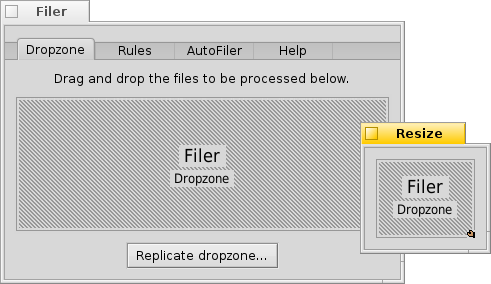 Filer
Dropzone Rules AutoFiler Help
Drag and drop the files to be processed below.
Filer
Dropzone
Replicate dropzone...
Resize
Filer
Dropzone